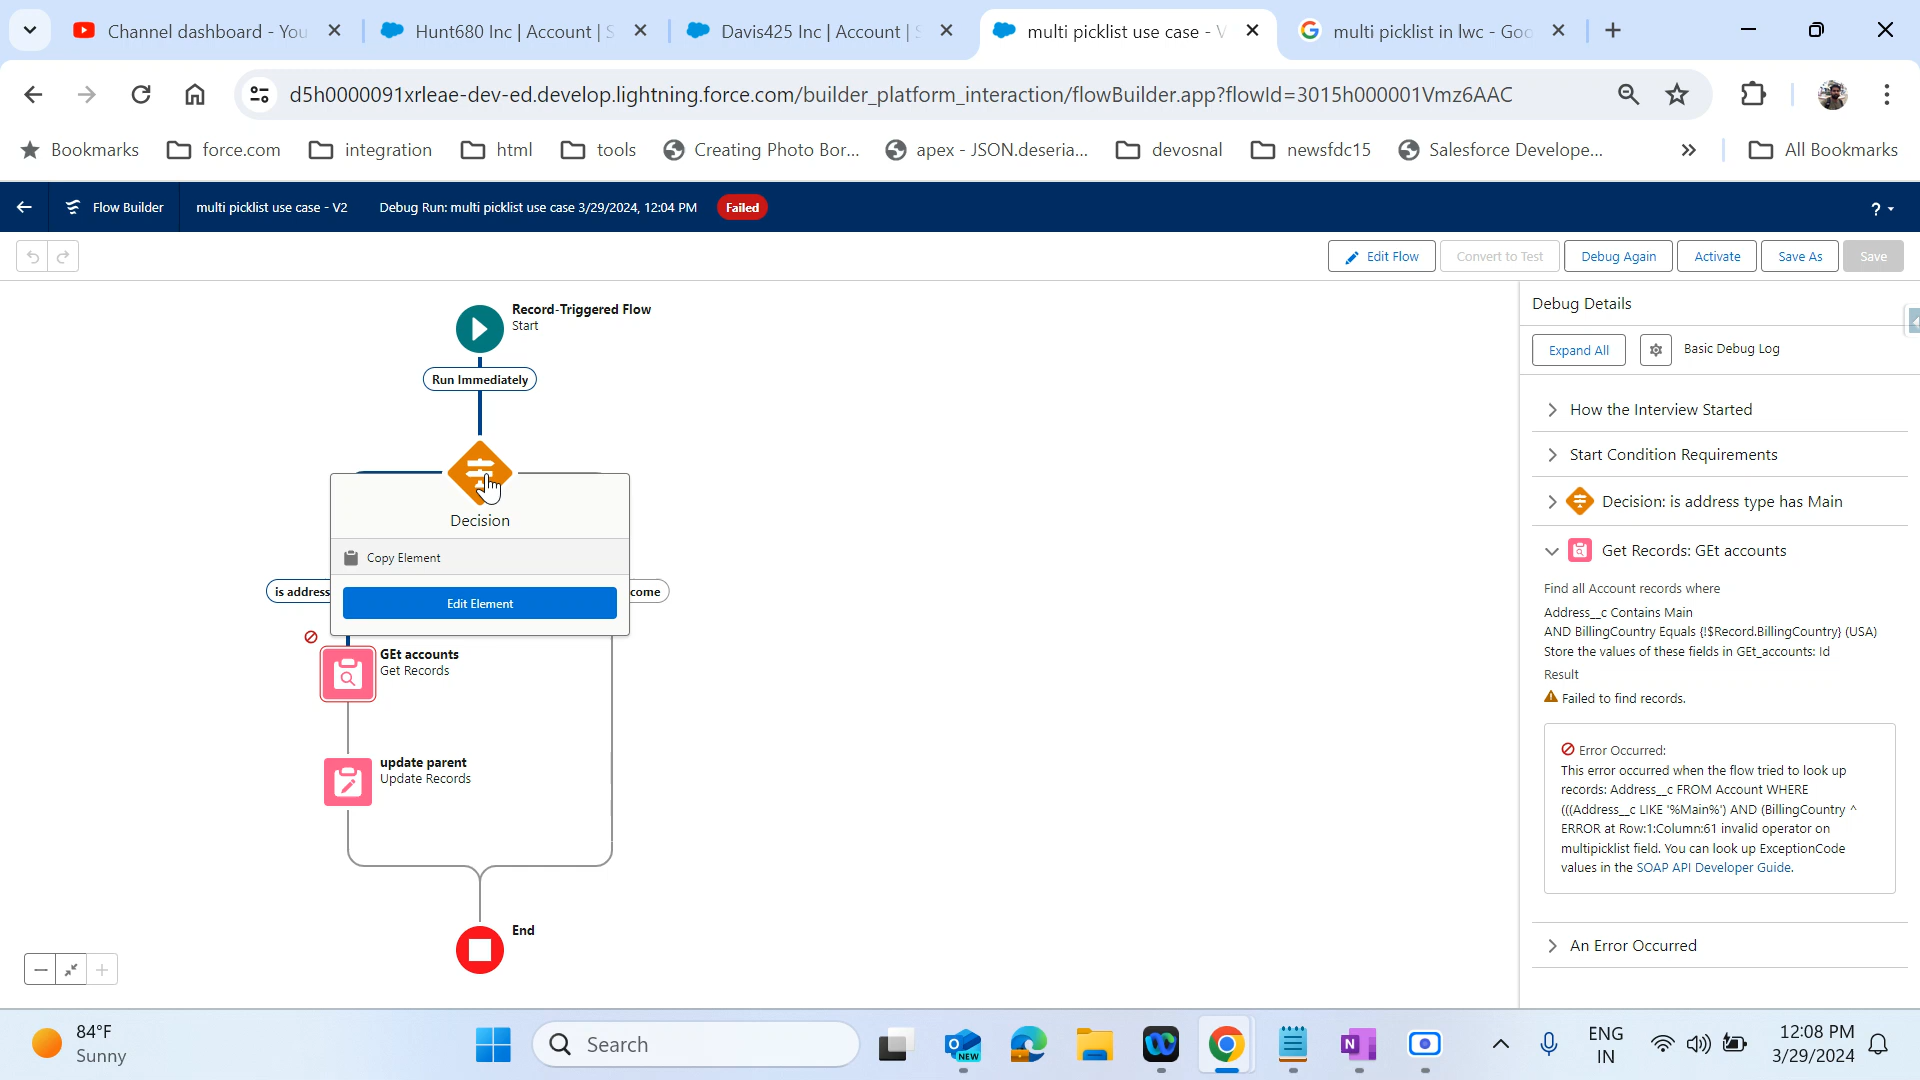 Channel dashboard - You
Hunt680 Inc | Account | S
Davis425 Inc | Account | S
multi picklist use case - V
multi picklist in lwc - Goo
d5h0000091xrleae-dev-ed.develop.lightning.force.com/builder_platform_interaction/flowBuilder.app?flowId=3015h000001Vmz6AAC
Bookmarks
force.com
integration
html
tools
Creating Photo Bor...
apex - JSON.deseria...
devosnal
newsfdc15
Salesforce Develope...
»
All Bookmarks
Flow Builder
multi picklist use case - V2
Debug Run: multi picklist use case 3/29/2024, 12:04 PM
Failed
?
Edit Flow
Convert to Test
Debug Again
Activate
Save As
Save
Record-Triggered Flow
Start
Run Immediately
Decision
Copy Element
Edit Element
is address
come
GEt accounts
Get Records
update parent
Update Records
End
Debug Details
Expand All
Basic Debug Log
How the Interview Started
Start Condition Requirements
Decision: is address type has Main
Get Records: GEt accounts
Find all Account records where
Address__c Contains Main
AND BillingCountry Equals {!$Record.BillingCountry} (USA)
Store the values of these fields in GEt_accounts: Id
Result
Failed to find records.
Error Occurred:
This error occurred when the flow tried to look up
records: Address__c FROM Account WHERE
(((Address__c LIKE '%Main%') AND (BillingCountry ^
ERROR at Row:1:Column:61 invalid operator on
multipicklist field. You can look up ExceptionCode
values in the SOAP API Developer Guide.
An Error Occurred
84°F
Sunny
Search
NEW
N
ENG
IN
12:08 PM
3/29/2024